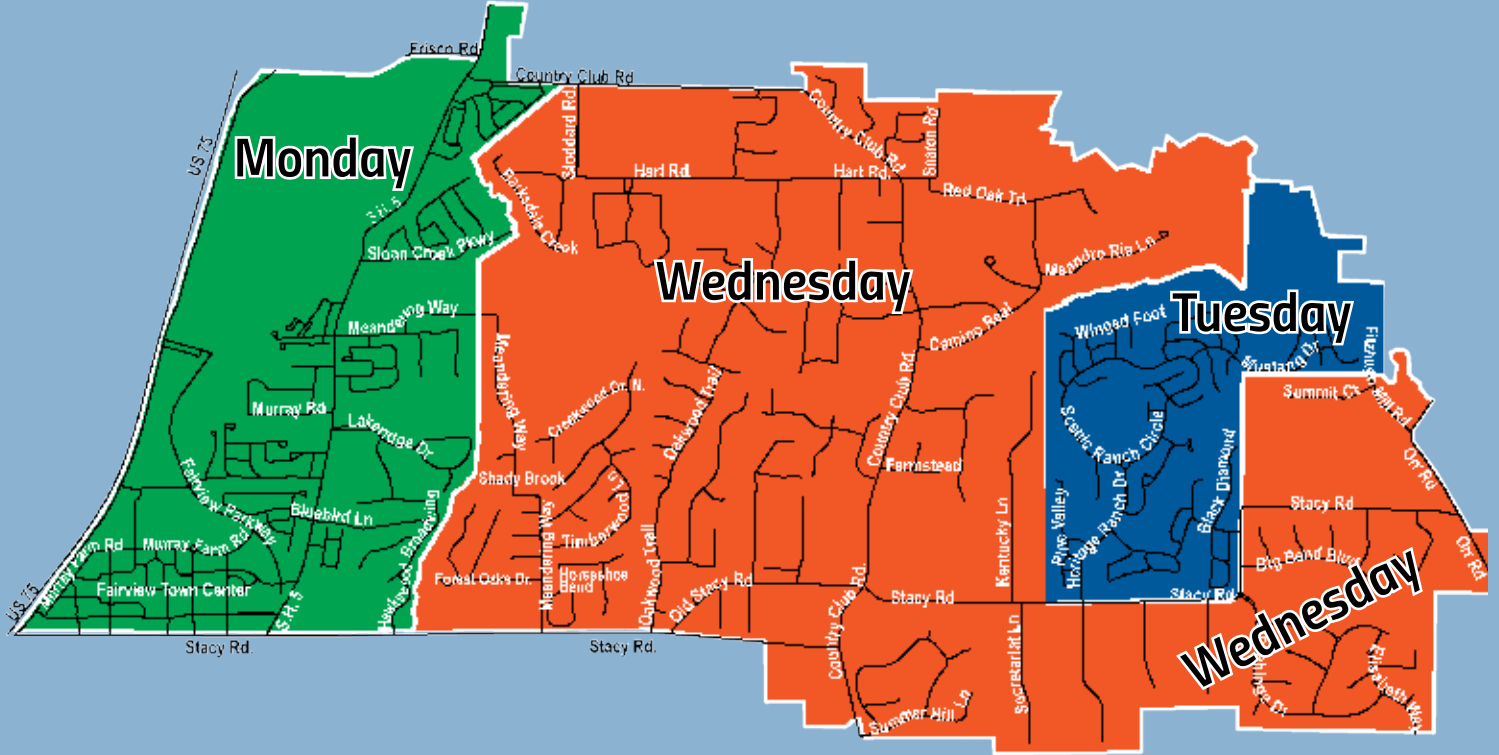 Frisco Rd
Country Club Rd
US 75
Monday
S.H. 5
Sloan Creek Pkwy
Stoddard Rd
Hart Rd.
Hart Rd.
Country Club Rd
Barksdale Creek
Red Oak Trl
Meandro Ria Ln
Wednesday
Camino Real
Meandering Way
Meandering Way
Winged Foot
Tuesday
Mustang Dr
Summit Ct
Murray Rd
Lakeridge Dr.
Creekwood Dr. N.
Oakwood Trail
Country Club Rd.
Farmstead
Scenic Ranch Circle
Orr Rd
Shady Brook
Fairview Parkway
Bluebird Ln
Black Diamond
Stacy Rd
Kentucky Ln
Heritage Ranch Dr.
Murray Farm Rd
Murray Farm Rd
Fairview Town Center
Meandering Way
Timberwood Ln
Forest Oaks Dr.
Horseshoe
Bend
Oakwood Trail
Old Stacy Rd
Country Club Rd.
Stacy Rd
Stacy Rd.
Big Bend Blvd
Orr Rd
Wednesday
US 75
S.H. 5
Stacy Rd.
Stacy Rd.
Secretariat Ln
Summer Hill Ln
Elisabeth Way